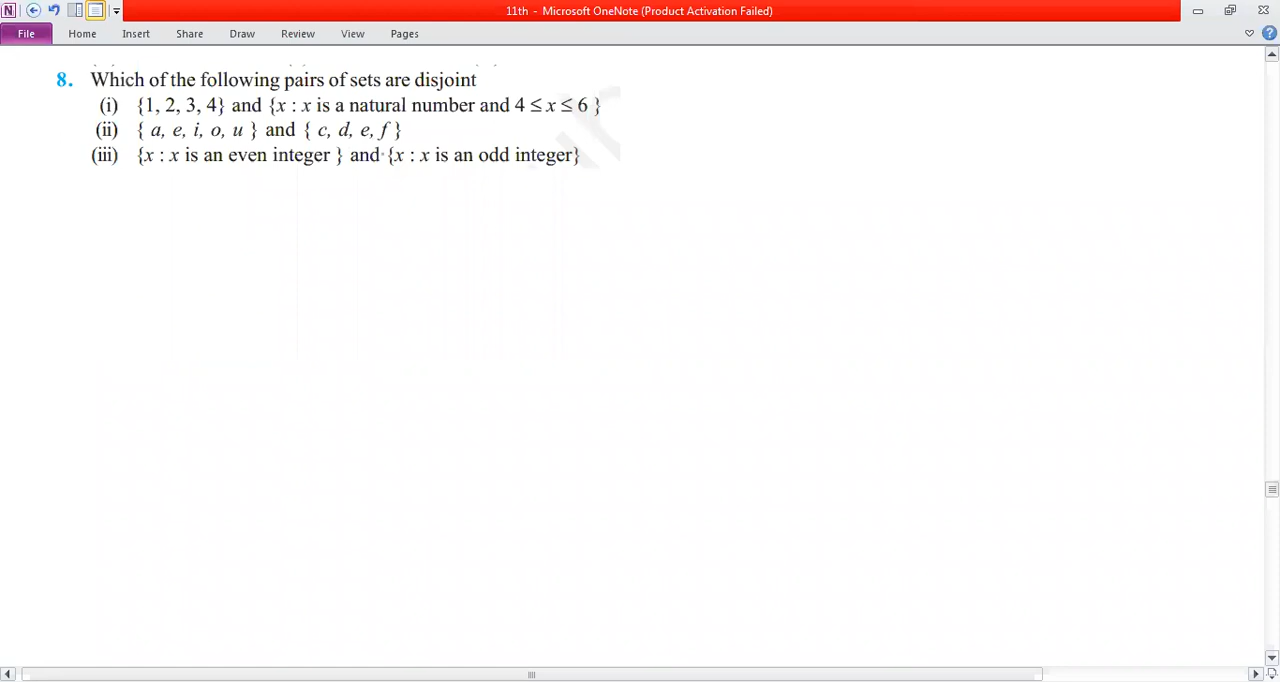 11th - Microsoft OneNote (Product Activation Failed)
File Home Insert Share Draw Review View Pages
8. Which of the following pairs of sets are disjoint
(i) {1, 2, 3, 4} and {x : x is a natural number and 4 ≤ x ≤ 6 }
(ii) { a, e, i, o, u } and { c, d, e, f }
(iii) {x : x is an even integer } and {x : x is an odd integer}